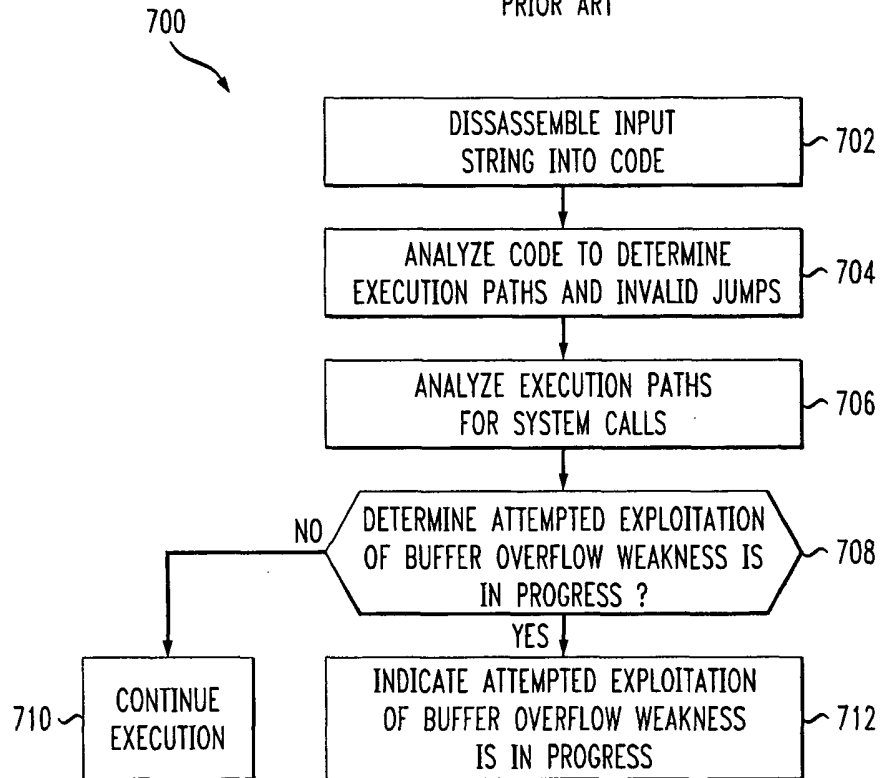 PRIOR ART
700
DISSASSEMBLE INPUT
STRING INTO CODE
702
ANALYZE CODE TO DETERMINE
EXECUTION PATHS AND INVALID JUMPS
704
ANALYZE EXECUTION PATHS
FOR SYSTEM CALLS
706
NO
DETERMINE ATTEMPTED EXPLOITATION
OF BUFFER OVERFLOW WEAKNESS IS
IN PROGRESS ?
708
YES
710
CONTINUE
EXECUTION
INDICATE ATTEMPTED EXPLOITATION
OF BUFFER OVERFLOW WEAKNESS
IS IN PROGRESS
712